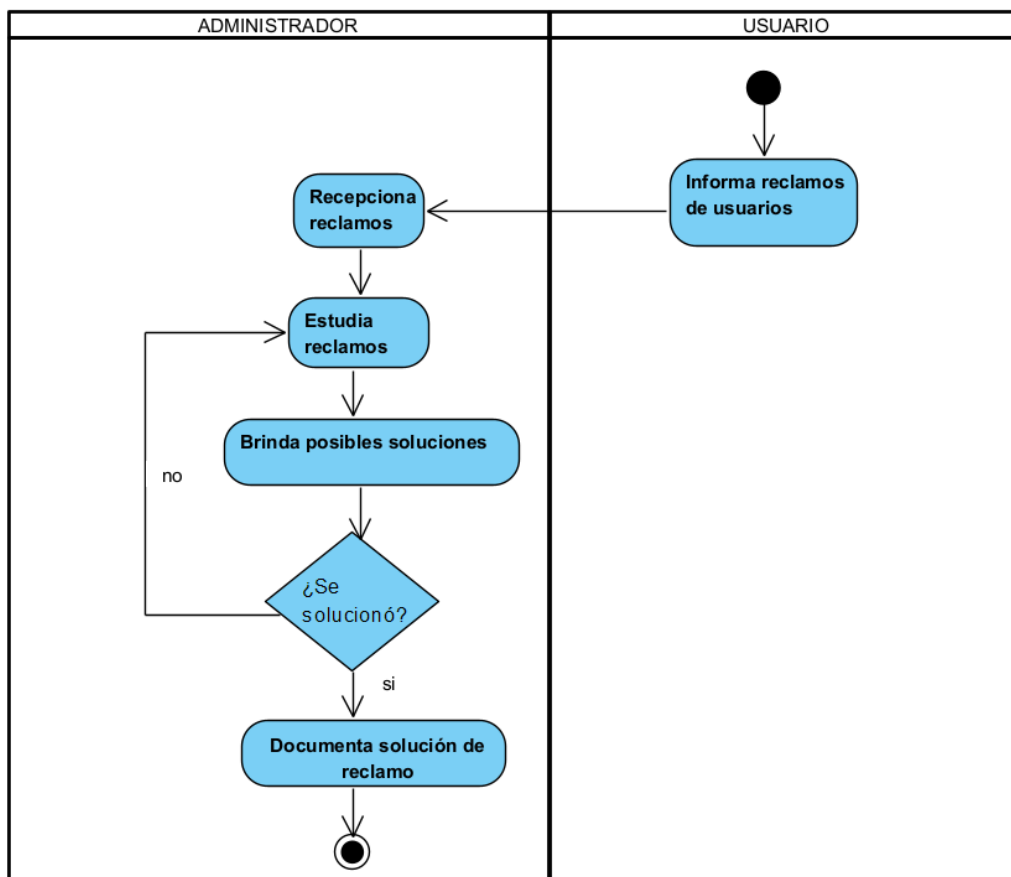 ADMINISTRADOR
USUARIO
Informa reclamos
de usuarios
Recepciona
reclamos
Estudia
reclamos
Brinda posibles soluciones
no
¿Se
solucionó?
si
Documenta solución de
reclamo